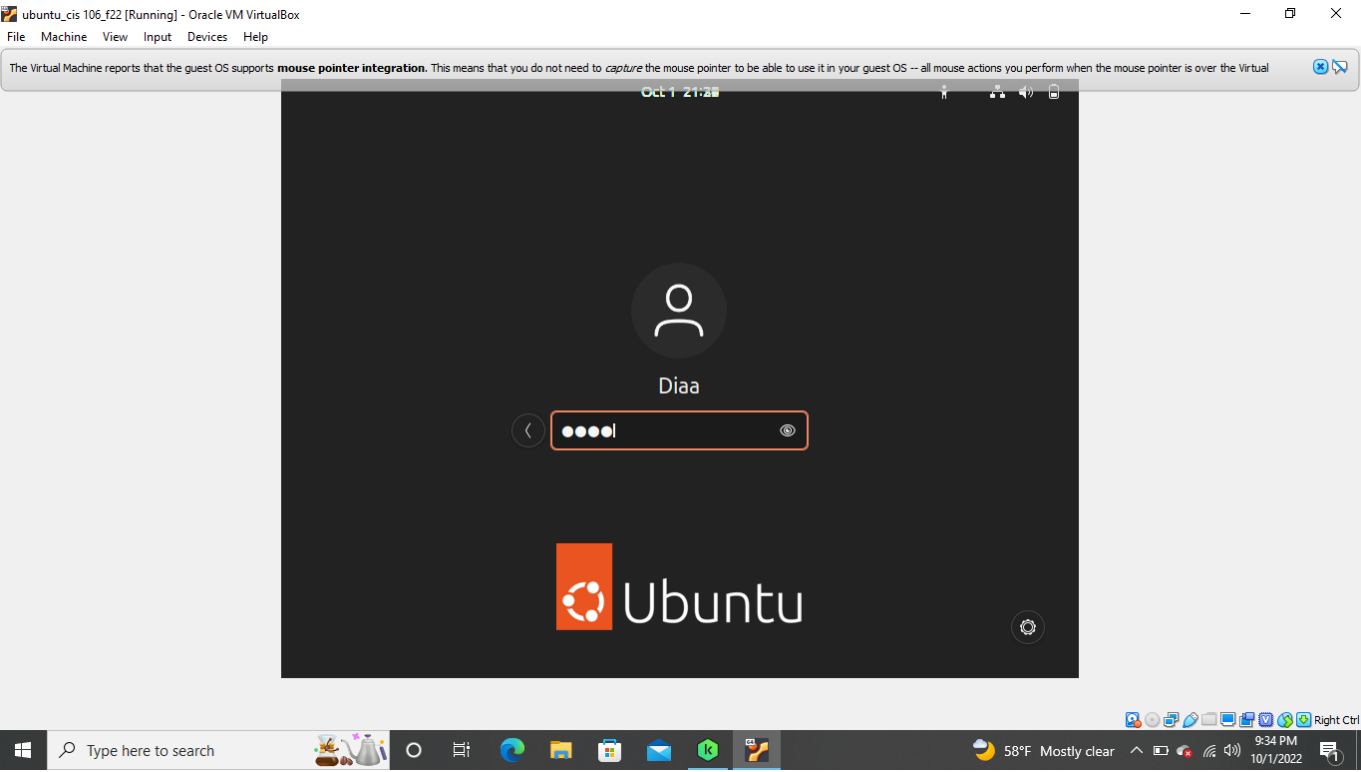 ubuntu_cis 106_f22 [Running] - Oracle VM VirtualBox
File Machine View Input Devices Help
The Virtual Machine reports that the guest OS supports mouse pointer integration. This means that you do not need to capture the mouse pointer to be able to use it in your guest OS -- all mouse actions you perform when the mouse pointer is over the Virtual
Oct 1
Diaa
Ubuntu
Right Ctrl
Type here to search
58°F Mostly clear
9:34 PM
10/1/2022
1